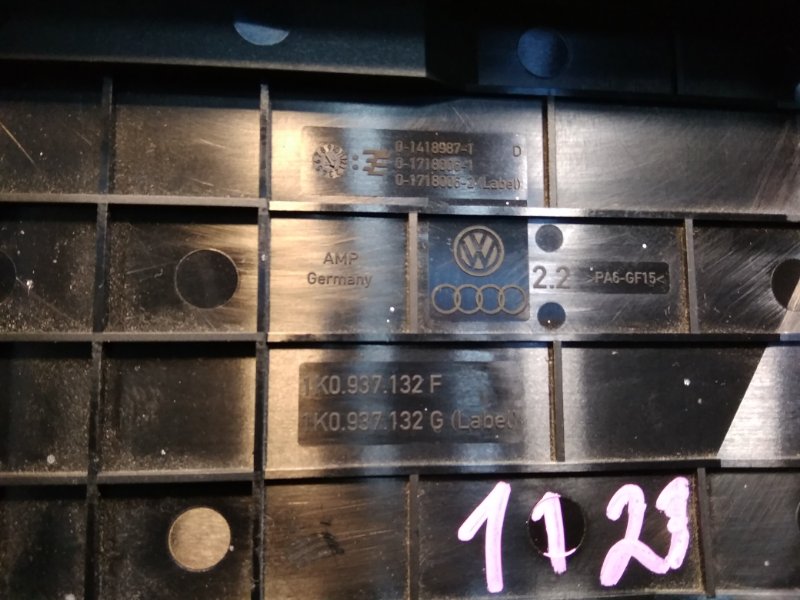 0-1418987-1 D
0-1718006-1
0-1718006-2 (Label)
AMP
Germany
VW
2.2
>PA6-GF15<
1K0.937.132 F
1K0.937.132 G (Label)
1123